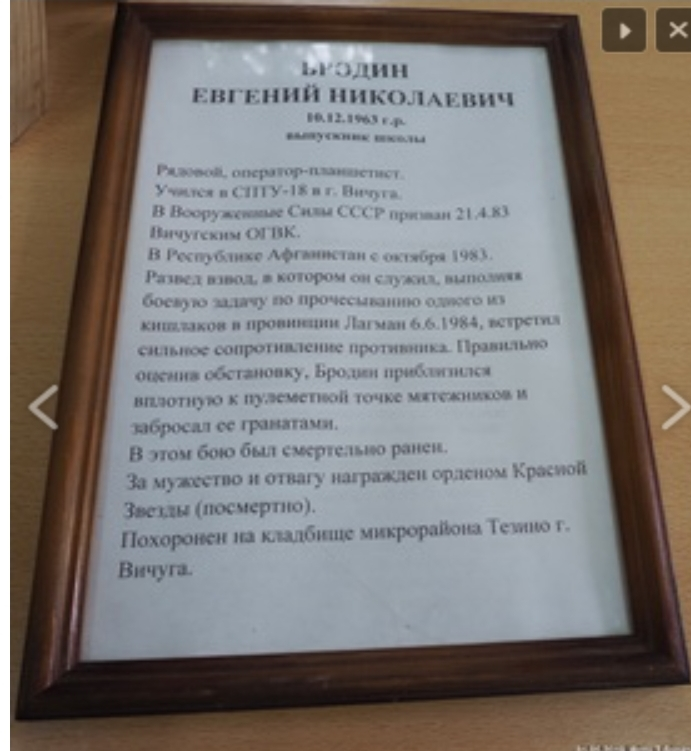 БРОДИН
ЕВГЕНИЙ НИКОЛАЕВИЧ
10.12.1963 г.р.
выпускник школы
Рядовой, оператор-планшетист.
Учился в СПТУ-18 в г. Вичуга.
В Вооруженные Силы СССР призван 21.4.83
Вичугским ОГВК.
В Республике Афганистан с октября 1983.
Развед взвод, в котором он служил, выполняя
боевую задачу по прочесыванию одного из
кишлаков в провинции Лагман 6.6.1984, встретил
сильное сопротивление противника. Правильно
оценив обстановку, Бродин приблизился
вплотную к пулеметной точке мятежников и
забросал ее гранатами.
В этом бою был смертельно ранен.
За мужество и отвагу награжден орденом Красной
Звезды (посмертно).
Похоронен на кладбище микрорайона Тезино г.
Вичуга.